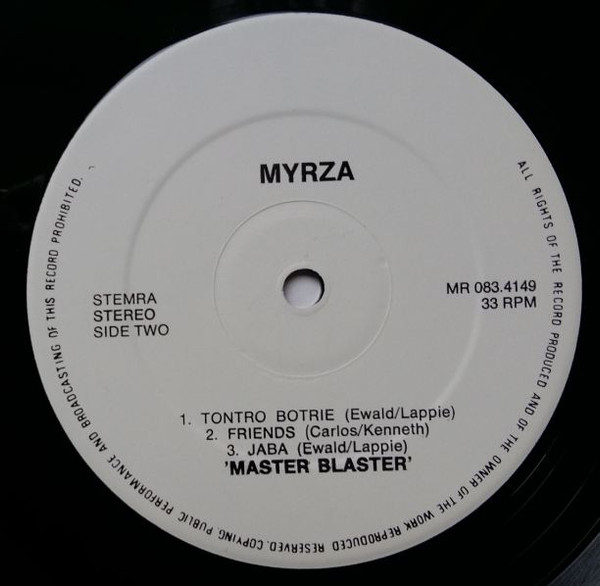 MYRZA
STEMRA
STEREO
SIDE TWO
MR 083.4149
33 RPM
1. TONTRO BOTRIE (Ewald/Lappie)
2. FRIENDS (Carlos/Kenneth)
3. JABA (Ewald/Lappie)
'MASTER BLASTER'
ALL RIGHTS OF THE RECORD PRODUCED AND OF THE OWNER OF THE WORK REPRODUCED RESERVED. COPYING. PUBLIC PERFORMANCE AND BROADCASTING OF THIS RECORD PROHIBITED.